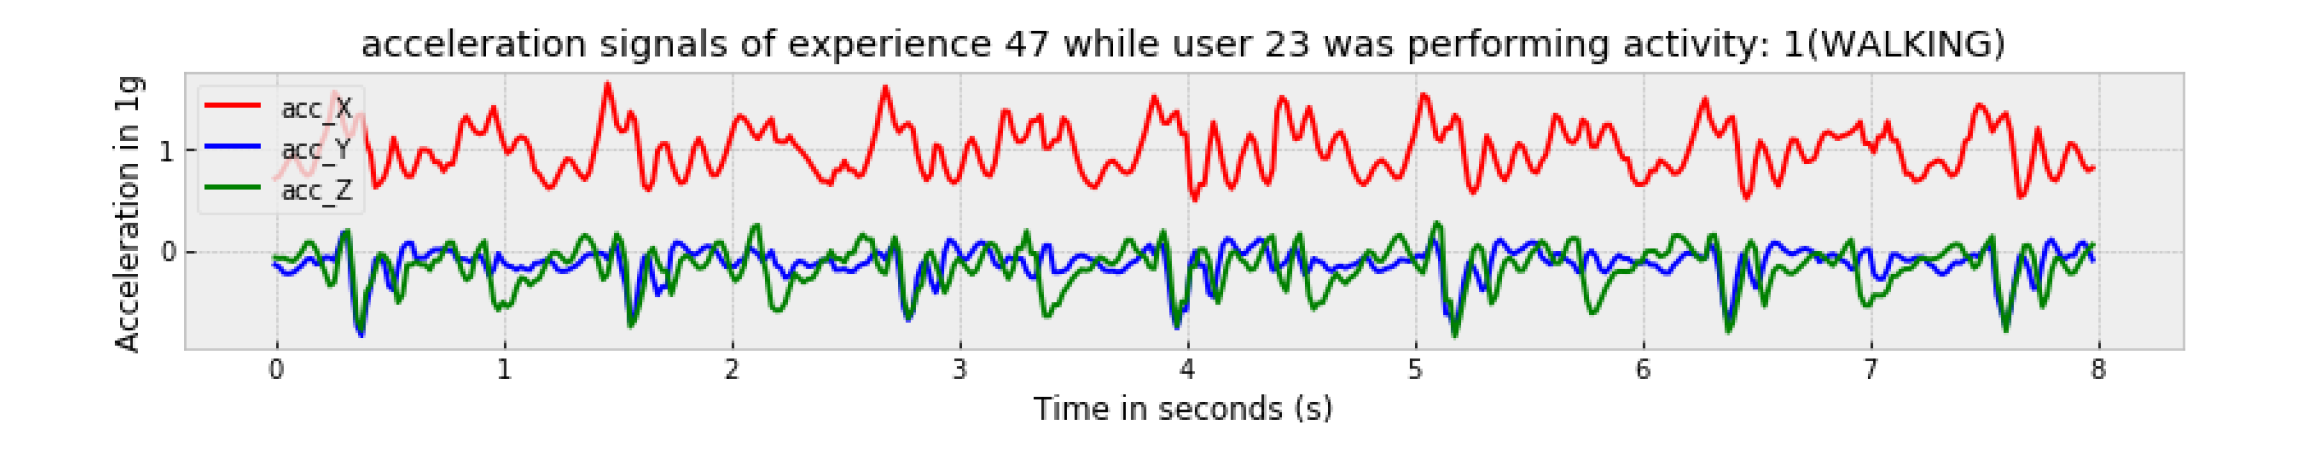 acceleration signals of experience 47 while user 23 was performing activity: 1(WALKING)
Acceleration in 1g
1
0
acc_X
acc_Y
acc_Z
0 1 2 3 4 5 6 7 8
Time in seconds (s)